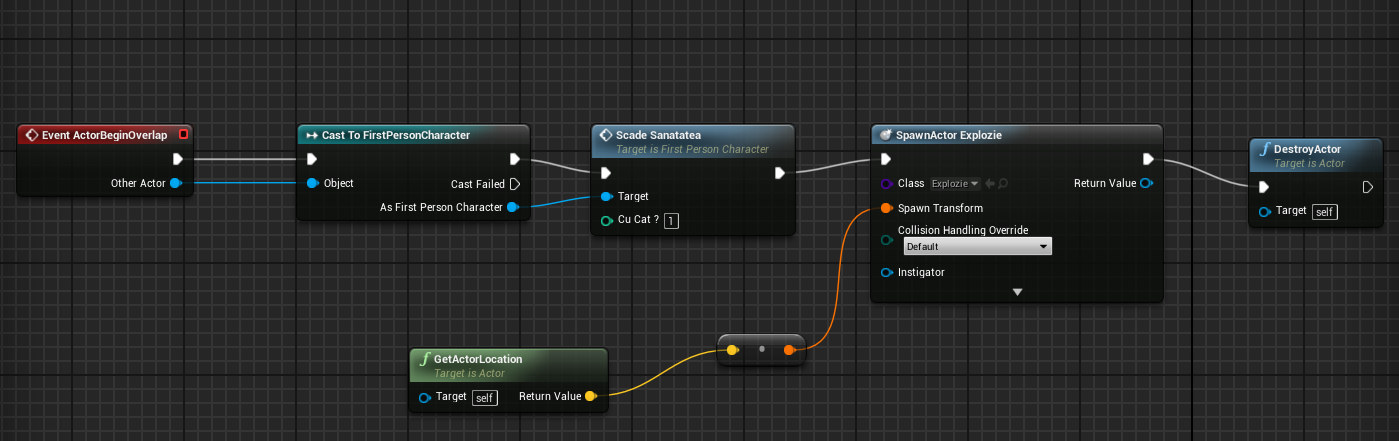 Event ActorBeginOverlap
Other Actor
Cast To FirstPersonCharacter
Object
Cast Failed
As First Person Character
Scade Sanatatea
Target is First Person Character
Target
Cu Cat ? 1
SpawnActor Explozie
Class Explozie
Return Value
Spawn Transform
Collision Handling Override
Default
Instigator
f DestroyActor
Target is Actor
Target self
f GetActorLocation
Target is Actor
Target self Return Value